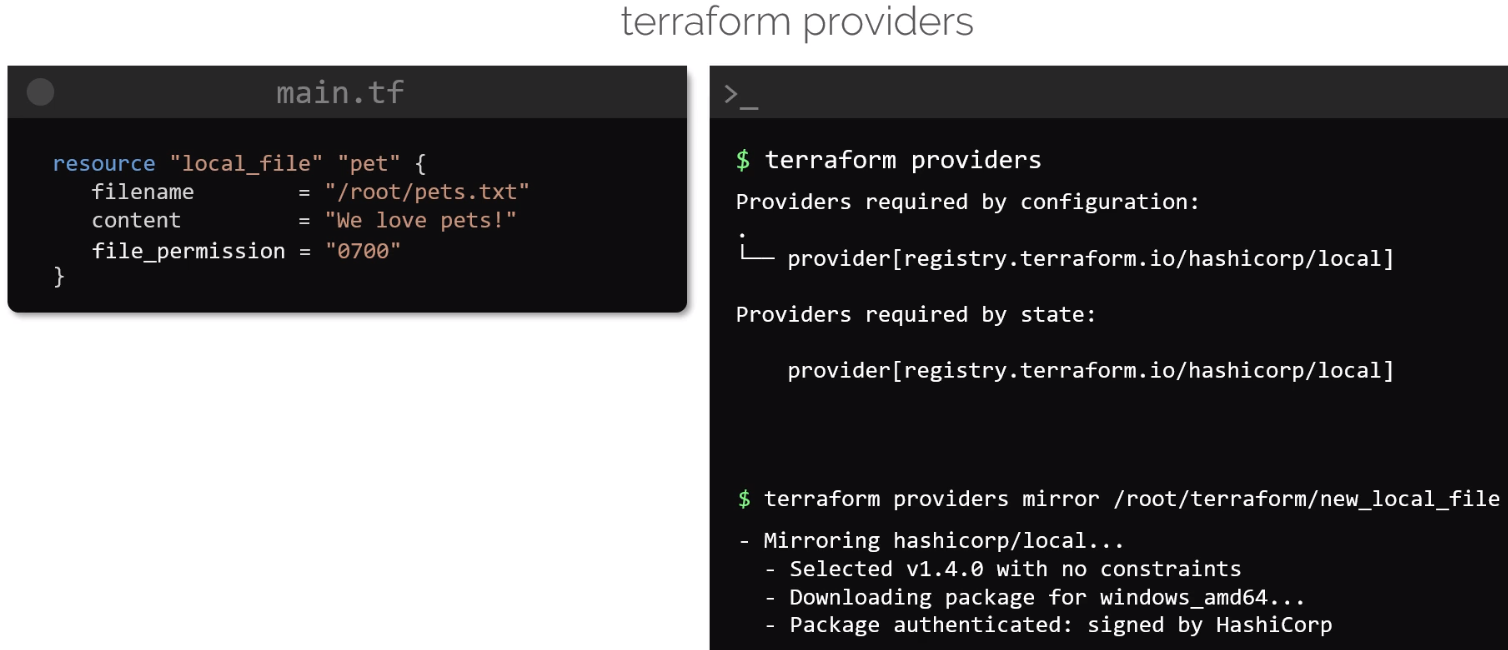 terraform providers
main.tf
resource "local_file" "pet" {
filename = "/root/pets.txt"
content = "We love pets!"
file_permission = "0700"
}
>_
$ terraform providers
Providers required by configuration:
.
└── provider[registry.terraform.io/hashicorp/local]
Providers required by state:
provider[registry.terraform.io/hashicorp/local]
$ terraform providers mirror /root/terraform/new_local_file
- Mirroring hashicorp/local...
- Selected v1.4.0 with no constraints
- Downloading package for windows_amd64...
- Package authenticated: signed by HashiCorp